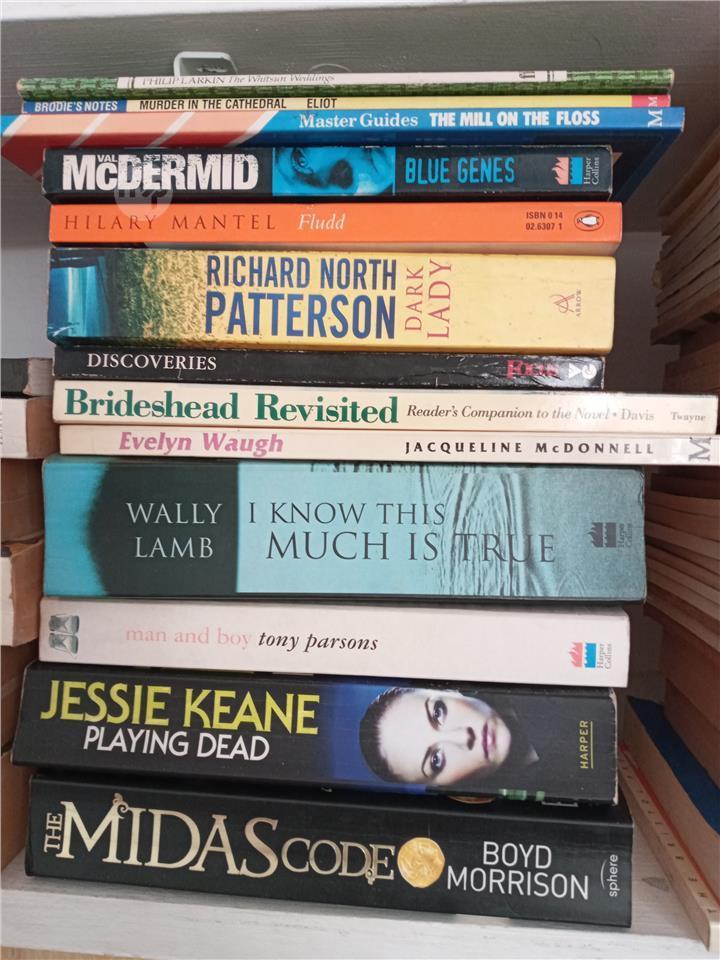 PHILIP LARKIN The Whitsun Weddings
BRODIE'S NOTES MURDER IN THE CATHEDRAL ELIOT
Master Guides THE MILL ON THE FLOSS M
VAL
McDERMID BLUE GENES Harper
Collins
HILARY MANTEL Fludd ISBN 0 14
02.6307 1
RICHARD NORTH
PATTERSON
DARK
LADY
ARROW
DISCOVERIES
Brideshead Revisited Reader's Companion to the Novel • Davis Twayne
Evelyn Waugh JACQUELINE McDONNELL M
WALLY
LAMB
I KNOW THIS
MUCH IS TRUE
Harper
Collins
man and boy tony parsons Harper
Collins
JESSIE KEANE
PLAYING DEAD
HARPER
THE MIDAS CODE
BOYD
MORRISON
sphere